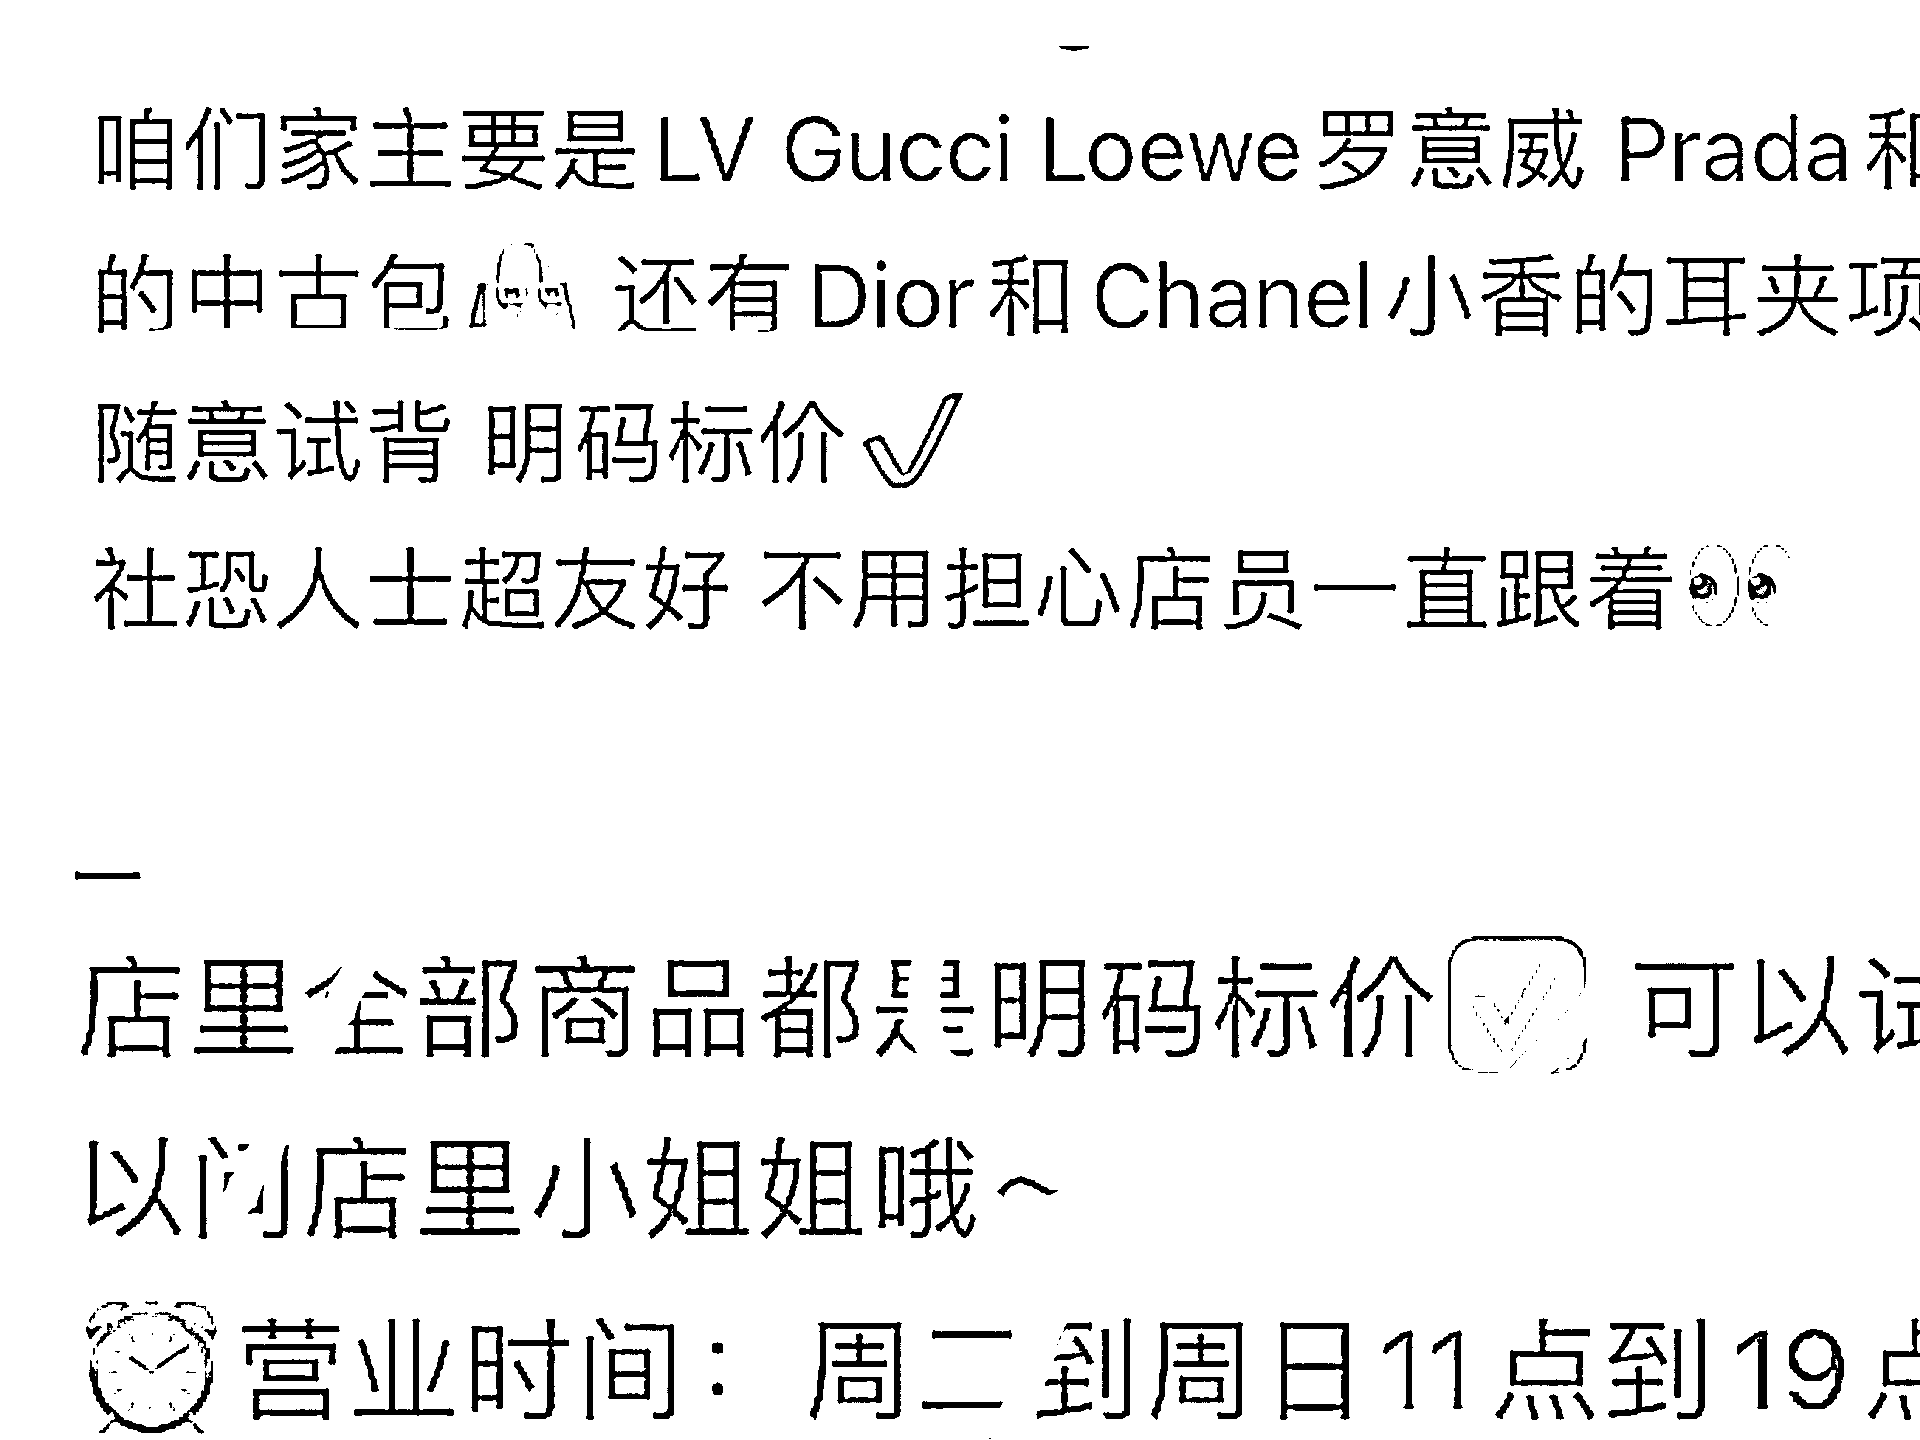 咱们家主要是LV Gucci Loewe罗意威 Prada和
的中古包 还有Dior和Chanel小香的耳夹项
随意试背 明码标价✓
社恐人士超友好 不用担心店员一直跟着👀
店里全部商品都是明码标价✅ 可以试
以问店里小姐姐哦~
⏰营业时间：周二到周日11点到19点